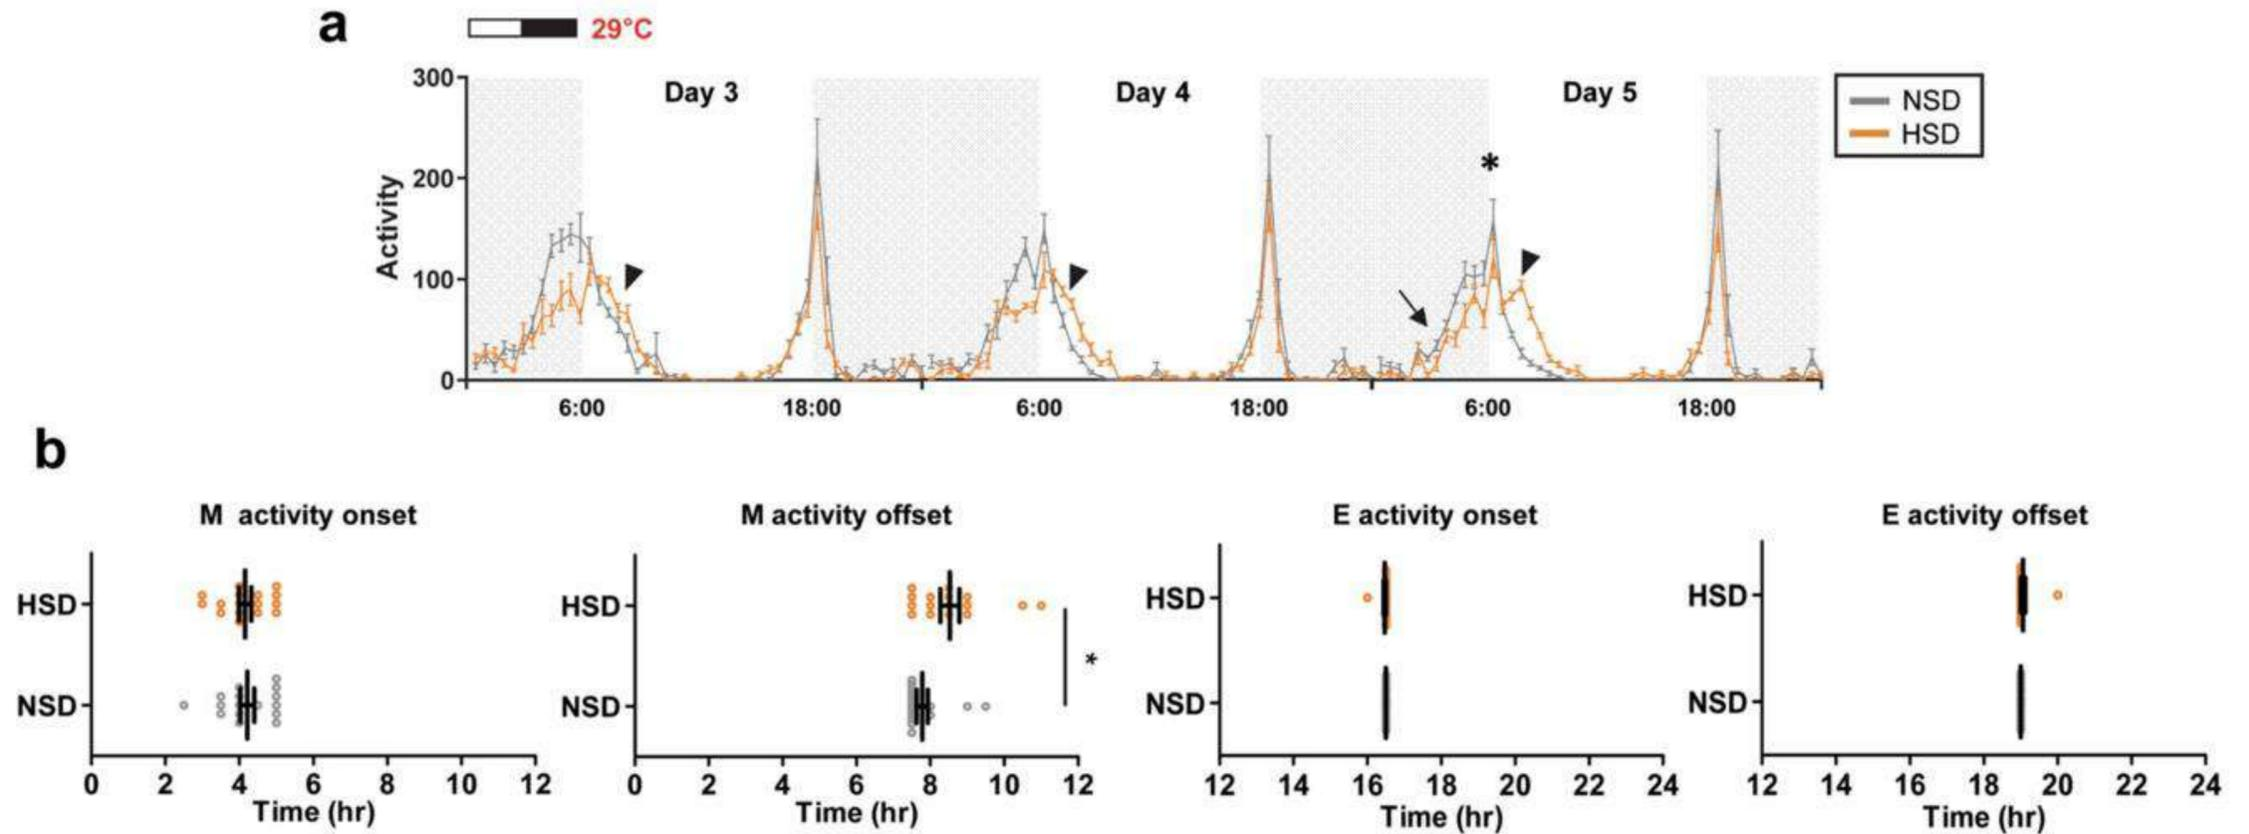 a
29°C
300
Day 3
Day 4
Day 5
NSD
HSD
200
*
Activity
100
0
6:00
18:00
6:00
18:00
6:00
18:00
b
M activity onset
HSD
NSD
0 2 4 6 8 10 12
Time (hr)
M activity offset
HSD
NSD
*
0 2 4 6 8 10 12
Time (hr)
E activity onset
HSD
NSD
12 14 16 18 20 22 24
Time (hr)
E activity offset
HSD
NSD
12 14 16 18 20 22 24
Time (hr)